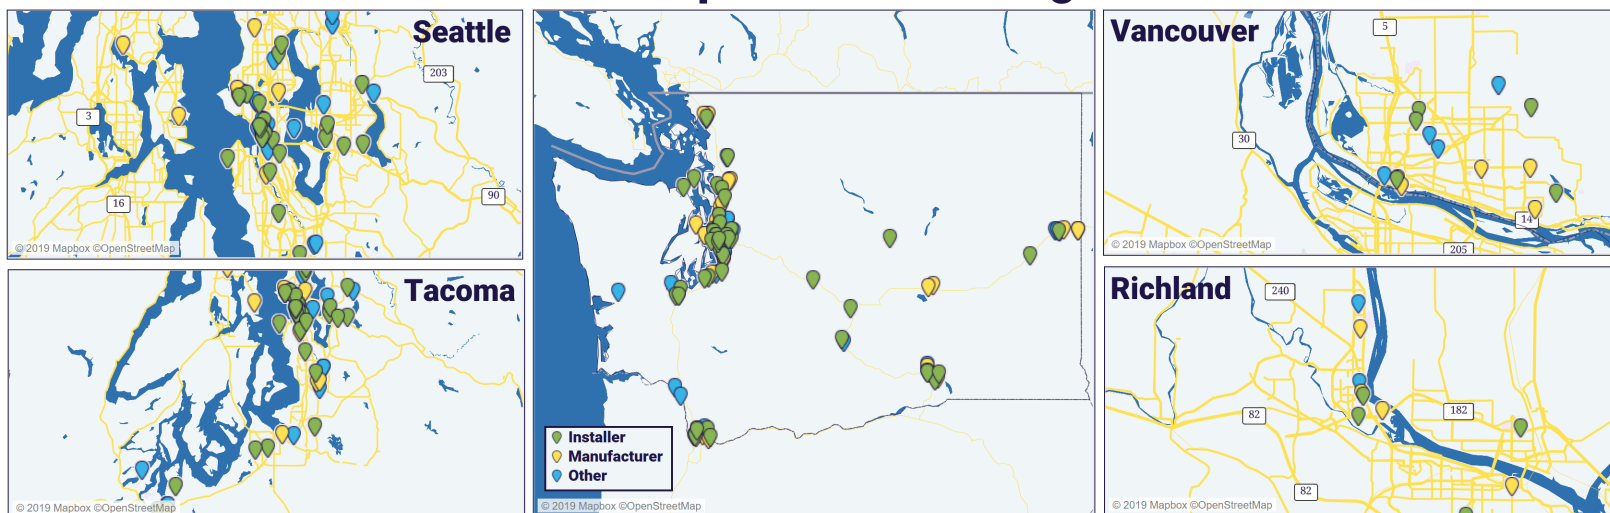 Seattle
203
3
16
90
© 2019 Mapbox ©OpenStreetMap
Tacoma
© 2019 Mapbox ©OpenStreetMap
Installer
Manufacturer
Other
© 2019 Mapbox ©OpenStreetMap
Vancouver
5
30
14
205
© 2019 Mapbox ©OpenStreetMap
Richland
240
82
182
82
© 2019 Mapbox ©OpenStreetMap